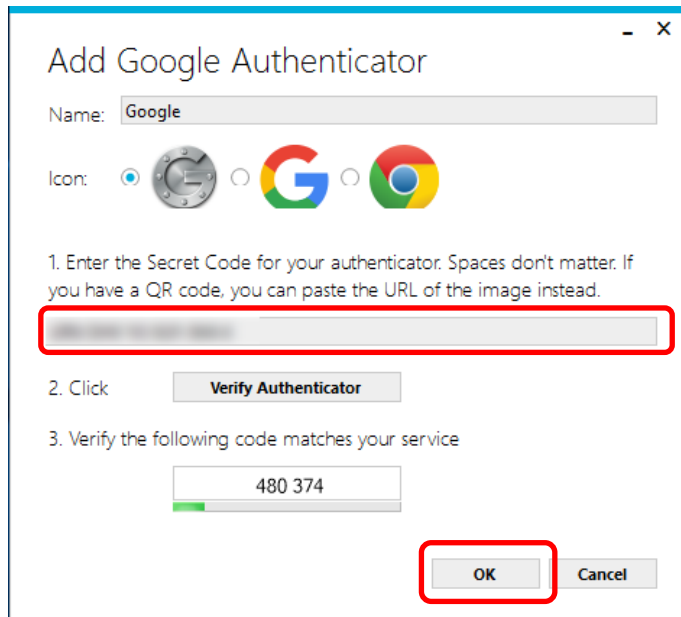 Add Google Authenticator
Name: Google
Icon:
1. Enter the Secret Code for your authenticator. Spaces don't matter. If
you have a QR code, you can paste the URL of the image instead.
2. Click Verify Authenticator
3. Verify the following code matches your service
480 374
OK Cancel